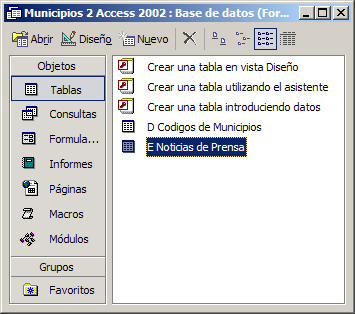 Municipios 2 Access 2002 : Base de datos (For...
Abrir Diseño Nuevo
Objetos
Tablas
Consultas
Formula...
Informes
Páginas
Macros
Módulos
Grupos
Favoritos
Crear una tabla en vista Diseño
Crear una tabla utilizando el asistente
Crear una tabla introduciendo datos
D Codigos de Municipios
E Noticias de Prensa